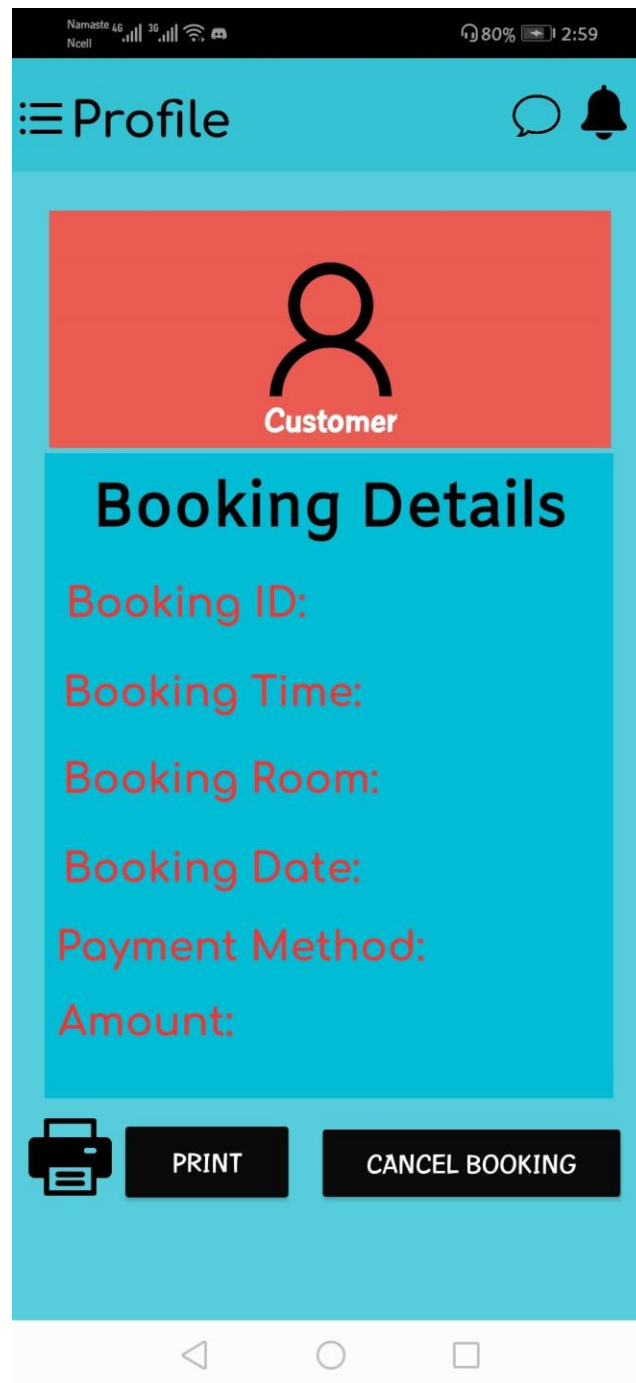 Namaste 4G 3G 80% 2:59
Ncell
Profile
Customer
Booking Details
Booking ID:
Booking Time:
Booking Room:
Booking Date:
Payment Method:
Amount:
PRINT CANCEL BOOKING